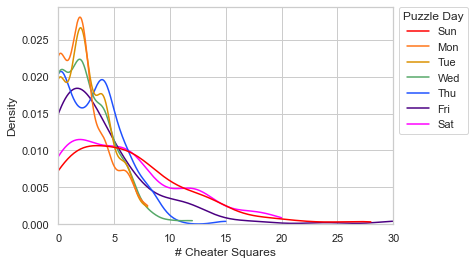 Puzzle Day
Sun
Mon
Tue
Wed
Thu
Fri
Sat
Density
0.025
0.020
0.015
0.010
0.005
0.000
0 5 10 15 20 25 30
# Cheater Squares